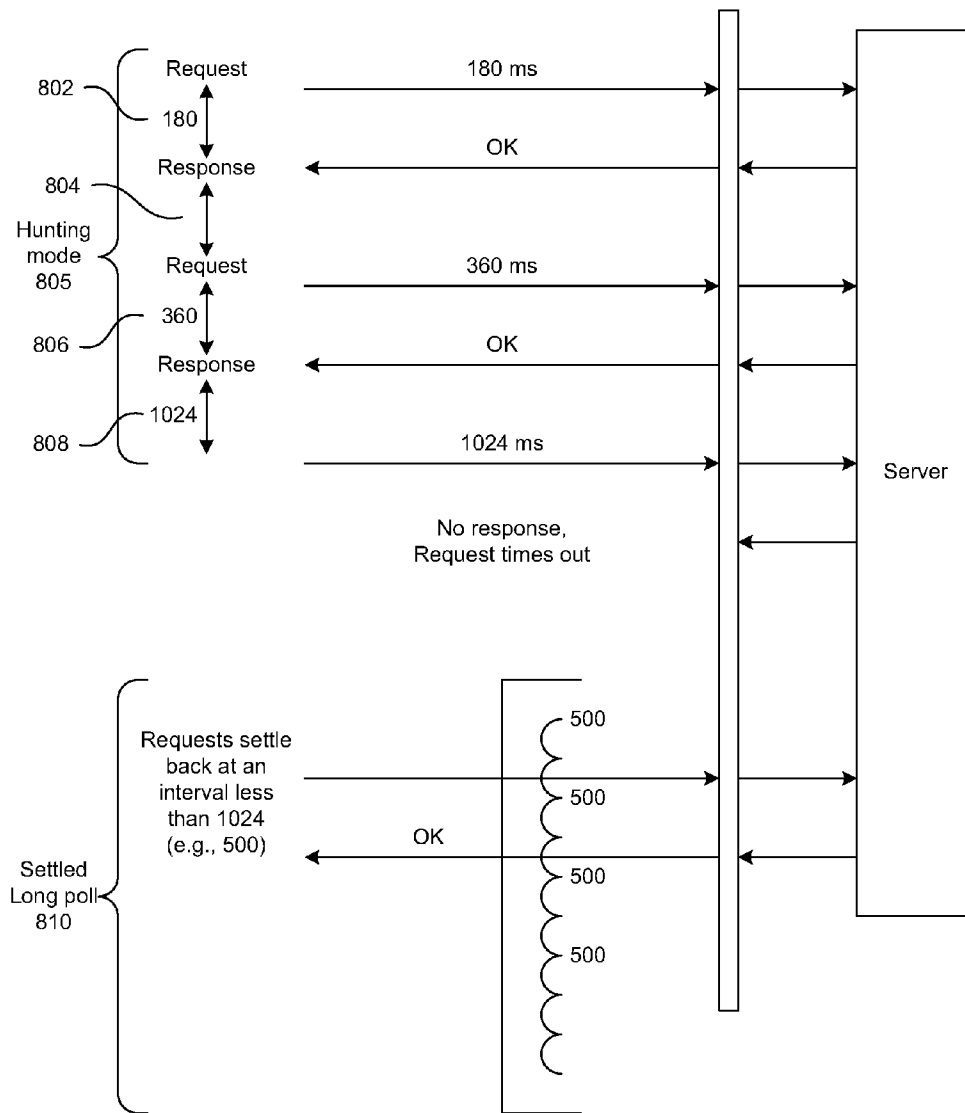 Request
180 ms
802
180
OK
Response
804
Hunting
mode
805
Request
360 ms
360
806
OK
Response
1024
808
1024 ms
Server
No response,
Request times out
500
Requests settle
back at an
interval less
than 1024
(e.g., 500)
500
OK
Settled
Long poll
810
500
500